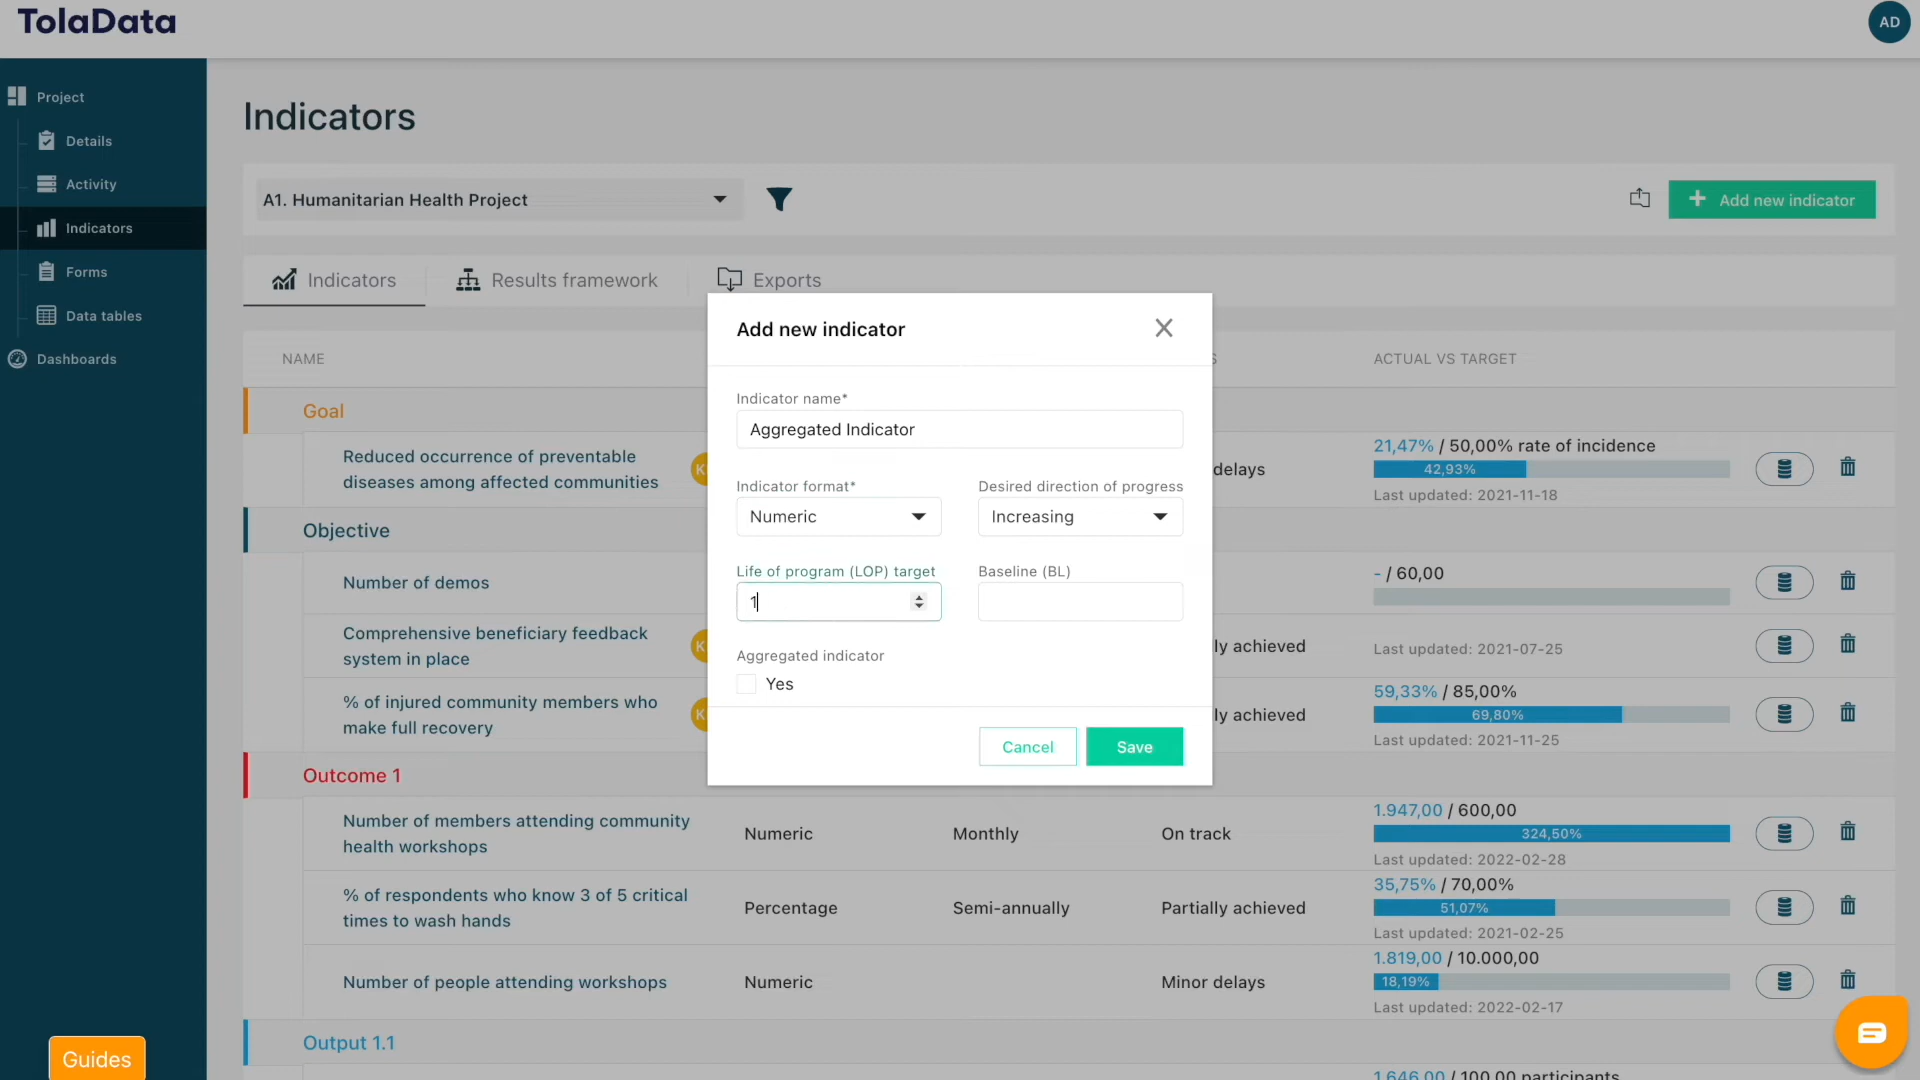 TolaData
AD
Project
Details
Activity
Indicators
Forms
Data tables
Dashboards
Guides
Indicators
A1. Humanitarian Health Project
Add new indicator
Indicators
Results framework
Exports
NAME
S
ACTUAL VS TARGET
Goal
Reduced occurrence of preventable
diseases among affected communities
K
delays
21,47% / 50,00% rate of incidence
42,93%
Last updated: 2021-11-18
Objective
Number of demos
- / 60,00
Comprehensive beneficiary feedback
system in place
K
ly achieved
Last updated: 2021-07-25
% of injured community members who
make full recovery
K
ly achieved
59,33% / 85,00%
69,80%
Last updated: 2021-11-25
Outcome 1
Number of members attending community
health workshops
Numeric
Monthly
On track
1.947,00 / 600,00
324,50%
Last updated: 2022-02-28
% of respondents who know 3 of 5 critical
times to wash hands
Percentage
Semi-annually
Partially achieved
35,75% / 70,00%
51,07%
Last updated: 2021-02-25
Number of people attending workshops
Numeric
Minor delays
1.819,00 / 10.000,00
18,19%
Last updated: 2022-02-17
Output 1.1
1.646,00 / 100,00 participants
Add new indicator
Indicator name*
Aggregated Indicator
Indicator format*
Numeric
Desired direction of progress
Increasing
Life of program (LOP) target
1
Baseline (BL)
Aggregated indicator
Yes
Cancel
Save